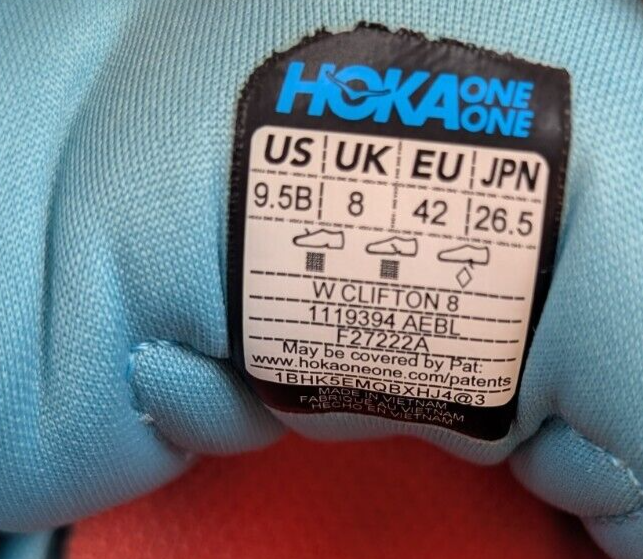 HOKA ONE ONE
US UK EU JPN
9.5B 8 42 26.5
W CLIFTON 8
1119394 AEBL
F27222A
May be covered by Pat:
www.hokaoneone.com/patents
1BHK5EMQBXHJ4@3
MADE IN VIETNAM
FABRIQUÉ AU VIETNAM
HECHO EN VIETNAM